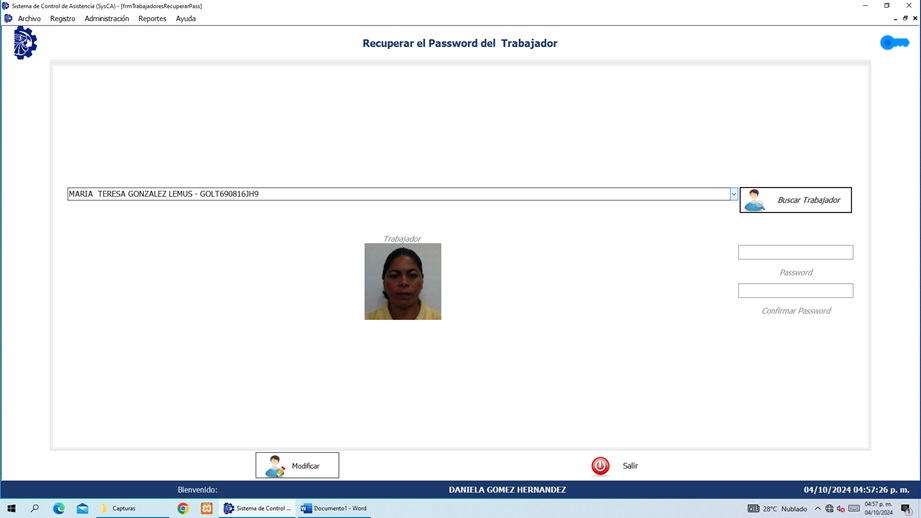 Sistema de Control de Asistencia (SysCA) - [frmTrabajadoresRecuperarPass]
Archivo Registro Administración Reportes Ayuda
Recuperar el Password del Trabajador
MARIA TERESA GONZALEZ LEMUS - GOLT690816JH9
Buscar Trabajador
Trabajador
Password
Confirmar Password
Modificar
Salir
Bienvenido: DANIELA GOMEZ HERNANDEZ 04/10/2024 04:57:26 p. m.
Capturas
Sistema de Control ...
Documento1 - Word
28°C Nublado
04:57 p. m.
04/10/2024